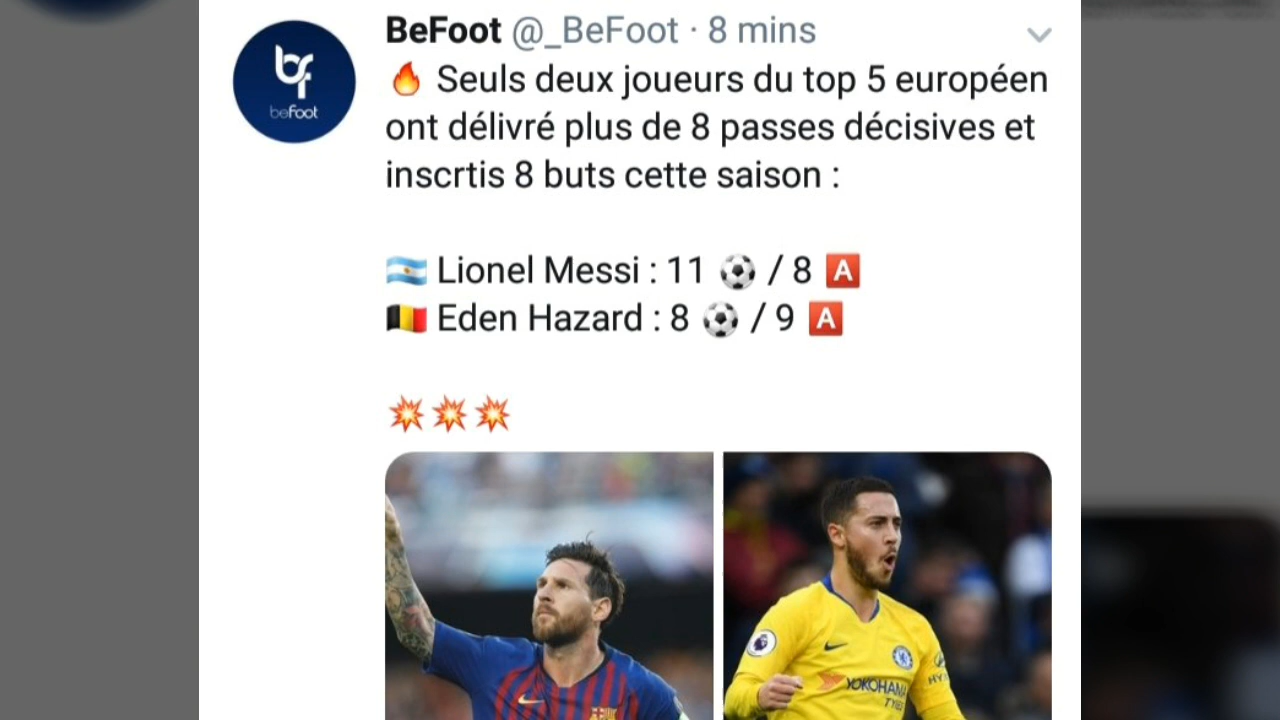 bf
befoot
BeFoot @_BeFoot · 8 mins
🔥 Seuls deux joueurs du top 5 européen
ont délivré plus de 8 passes décisives et
inscrtis 8 buts cette saison :
🇦🇷 Lionel Messi : 11 ⚽ / 8 🅰
🇧🇪 Eden Hazard : 8 ⚽ / 9 🅰
💥💥💥
YOKOHAMA
TYRES